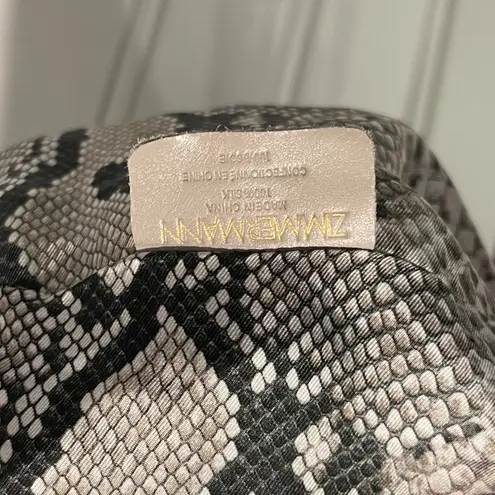 ZIMMERMANN
MADE IN CHINA
100% SILK
CONFECTIONNE EN CHINE
100% SOIE